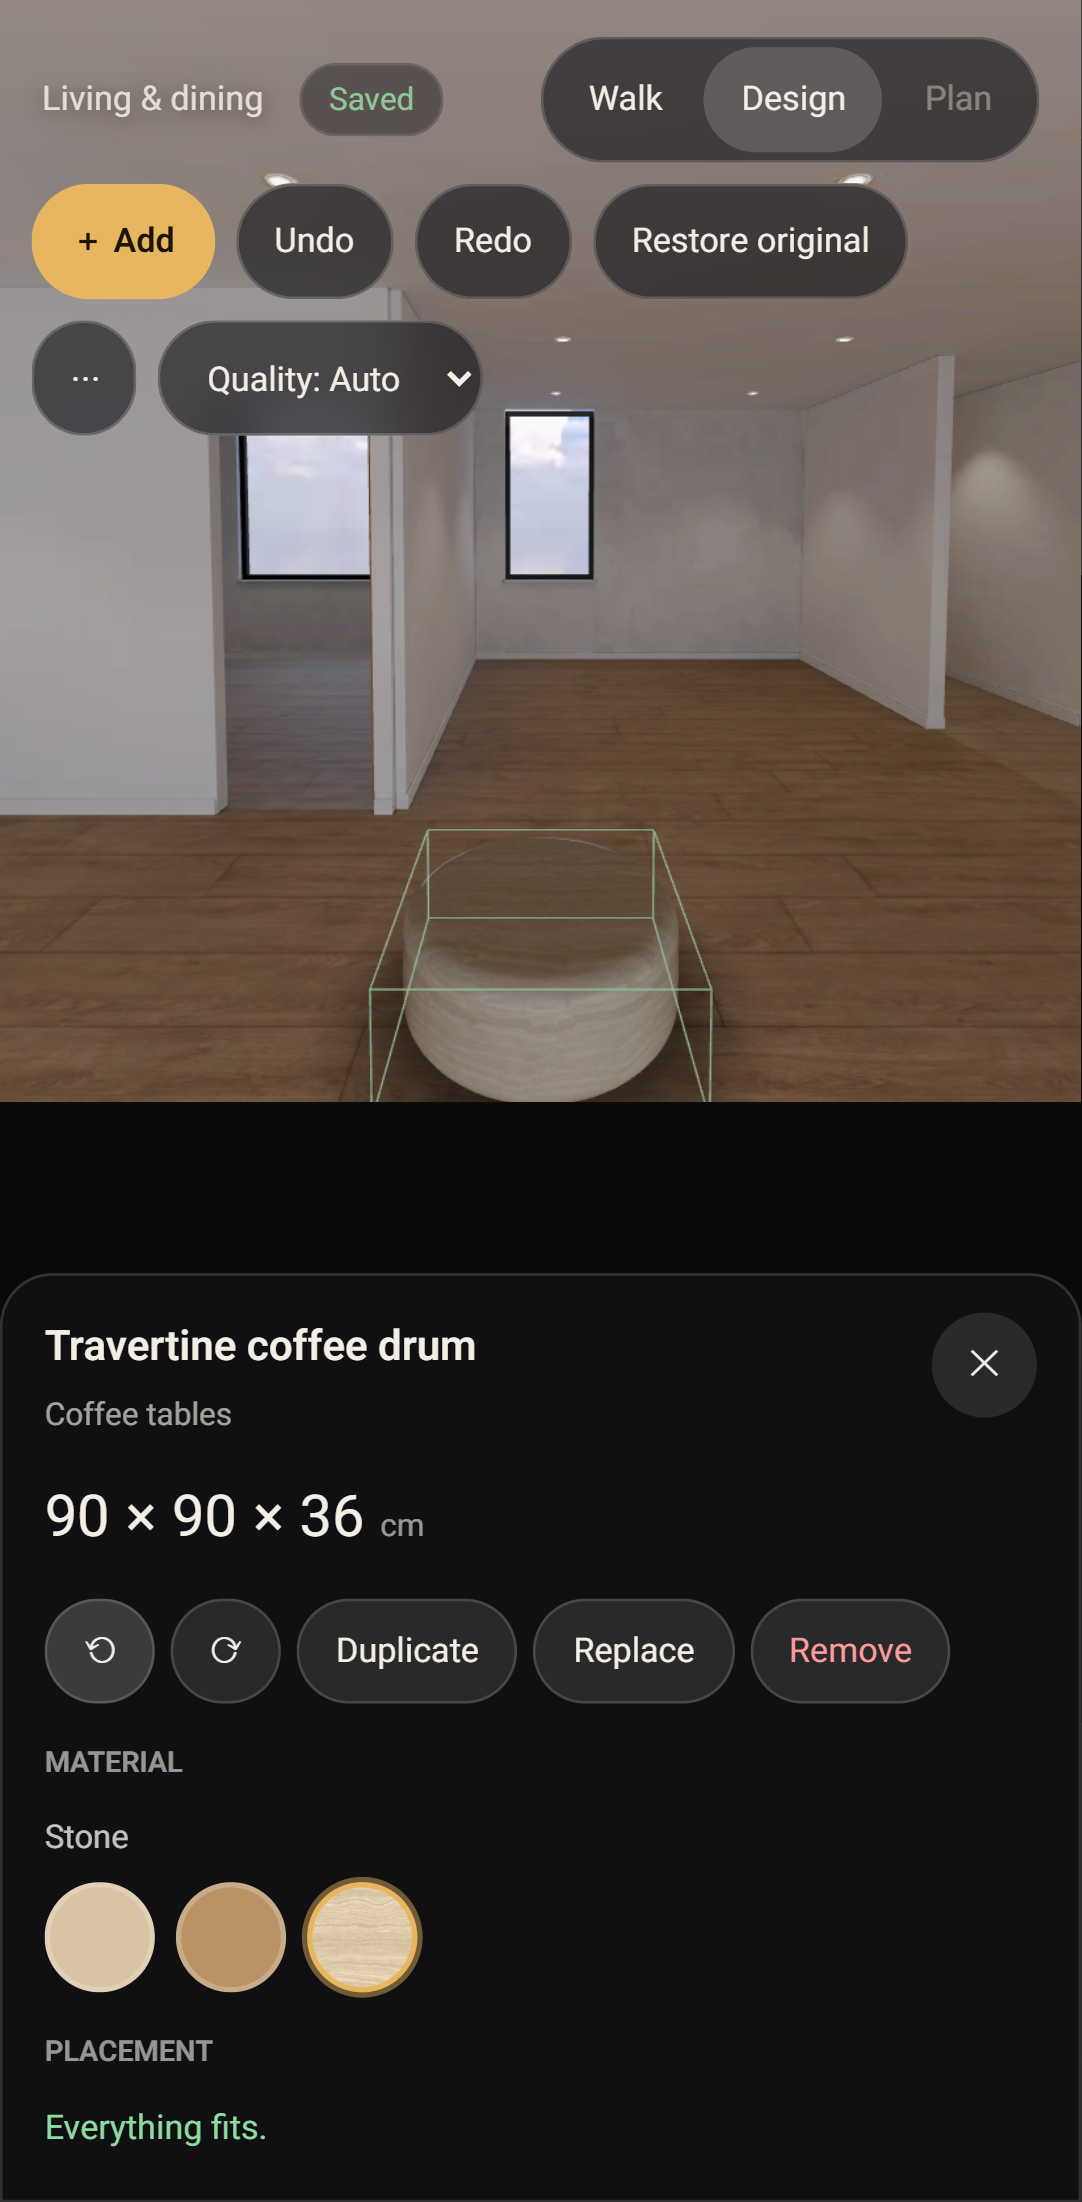 Living & dining
Saved
Walk
Design
Plan
+ Add
Undo
Redo
Restore original
...
Quality: Auto
Travertine coffee drum
Coffee tables
90 × 90 × 36 cm
Duplicate
Replace
Remove
MATERIAL
Stone
PLACEMENT
Everything fits.